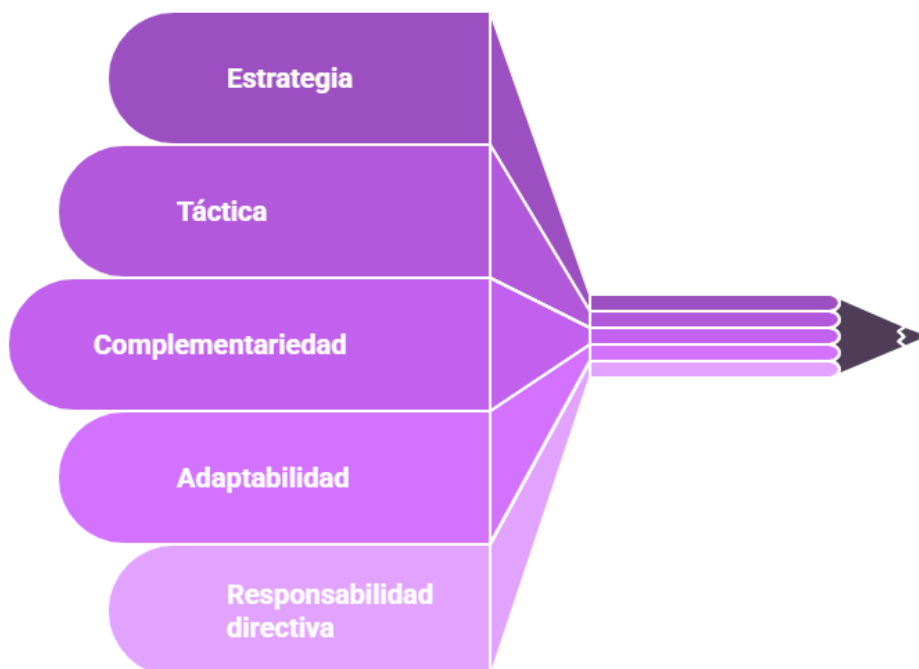 Estrategia
Táctica
Complementariedad
Adaptabilidad
Responsabilidad
directiva